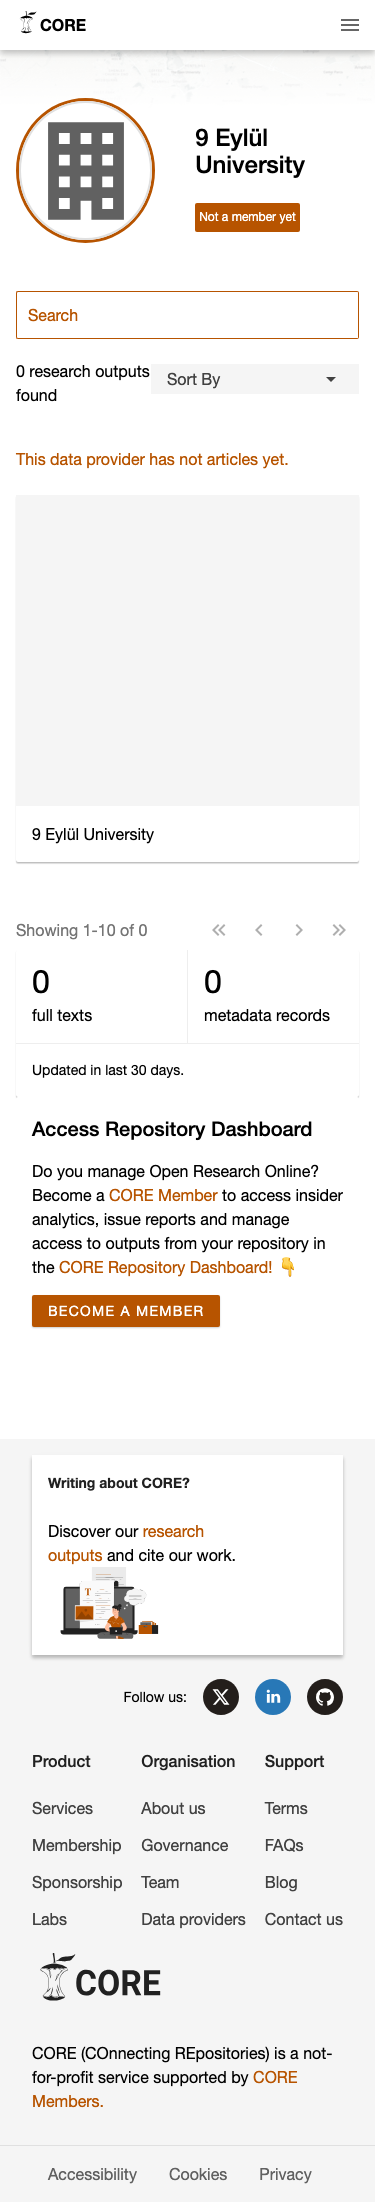 CORE
9 Eylül
University
Not a member yet
Search
0 research outputs
found
Sort By
This data provider has not articles yet.
9 Eylül University
Showing 1-10 of 0
0
full texts
0
metadata records
Updated in last 30 days.
Access Repository Dashboard
Do you manage Open Research Online?
Become a CORE Member to access insider
analytics, issue reports and manage
access to outputs from your repository in
the CORE Repository Dashboard! 👇
BECOME A MEMBER
Writing about CORE?
Discover our research
outputs and cite our work.
T
Follow us:
Product
Organisation
Support
Services
About us
Terms
Membership
Governance
FAQs
Sponsorship
Team
Blog
Labs
Data providers
Contact us
CORE
CORE (COnnecting REpositories) is a not-
for-profit service supported by CORE
Members.
Accessibility
Cookies
Privacy